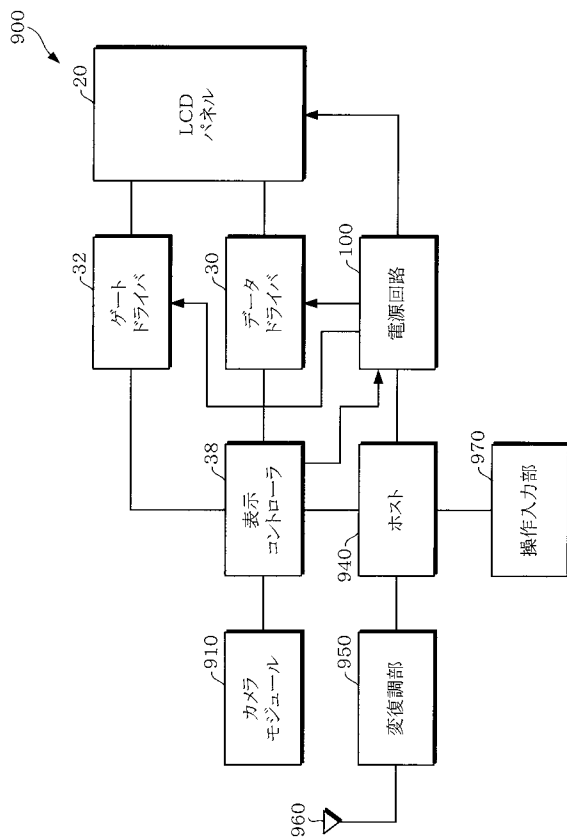 900
20
LCD
パネル
32
ゲート
ドライバ
30
データ
ドライバ
100
電源回路
38
表示
コントローラ
940
ホスト
970
操作入力部
910
カメラ
モジュール
950
変復調部
960